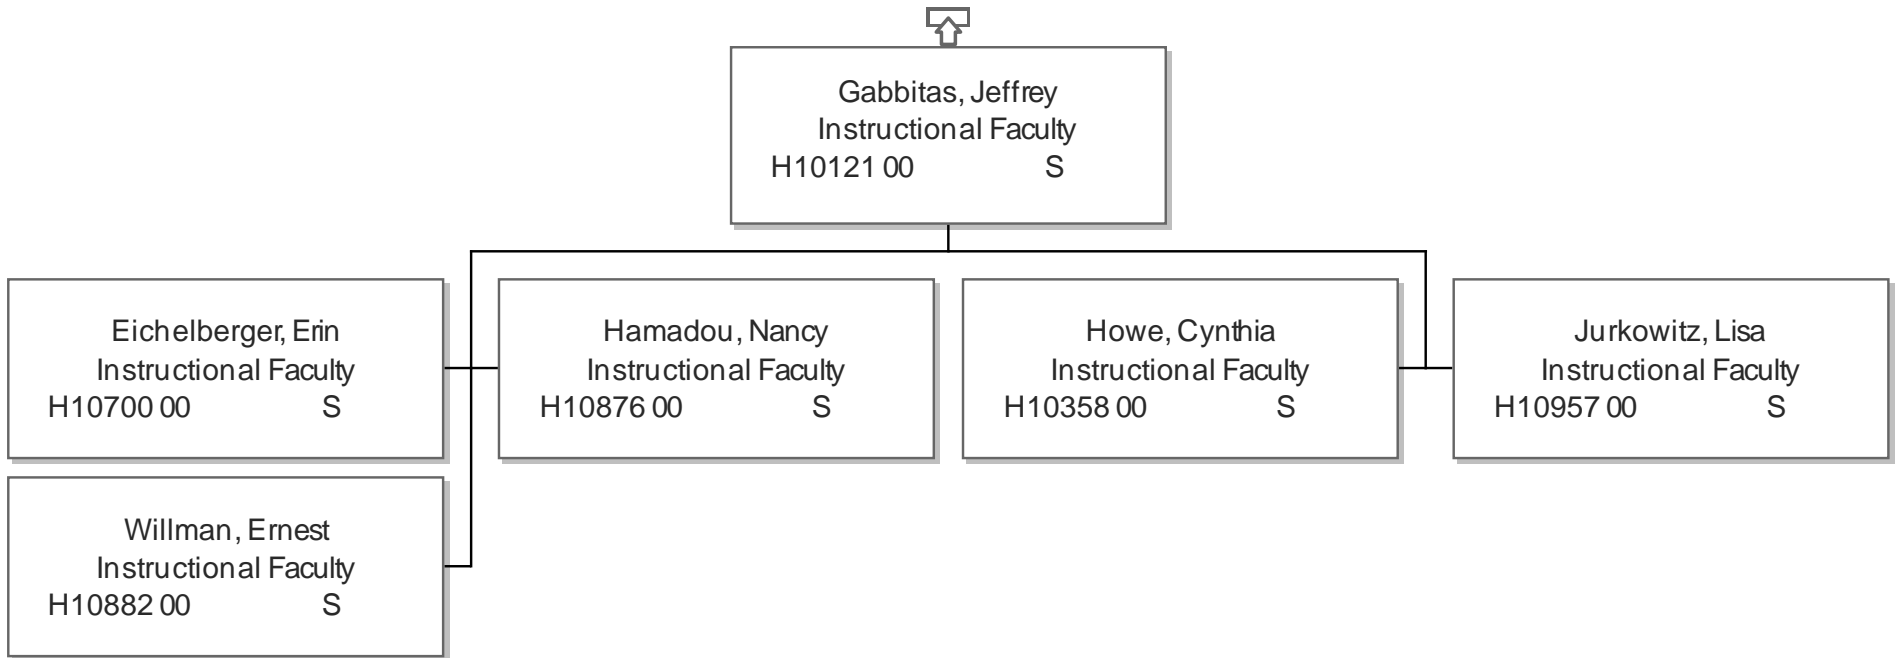 Gabbitas, Jeffrey
Instructional Faculty
H10121 00 S
Eichelberger, Erin
Instructional Faculty
H10700 00 S
Hamadou, Nancy
Instructional Faculty
H10876 00 S
Howe, Cynthia
Instructional Faculty
H10358 00 S
Jurkowitz, Lisa
Instructional Faculty
H10957 00 S
Willman, Ernest
Instructional Faculty
H10882 00 S